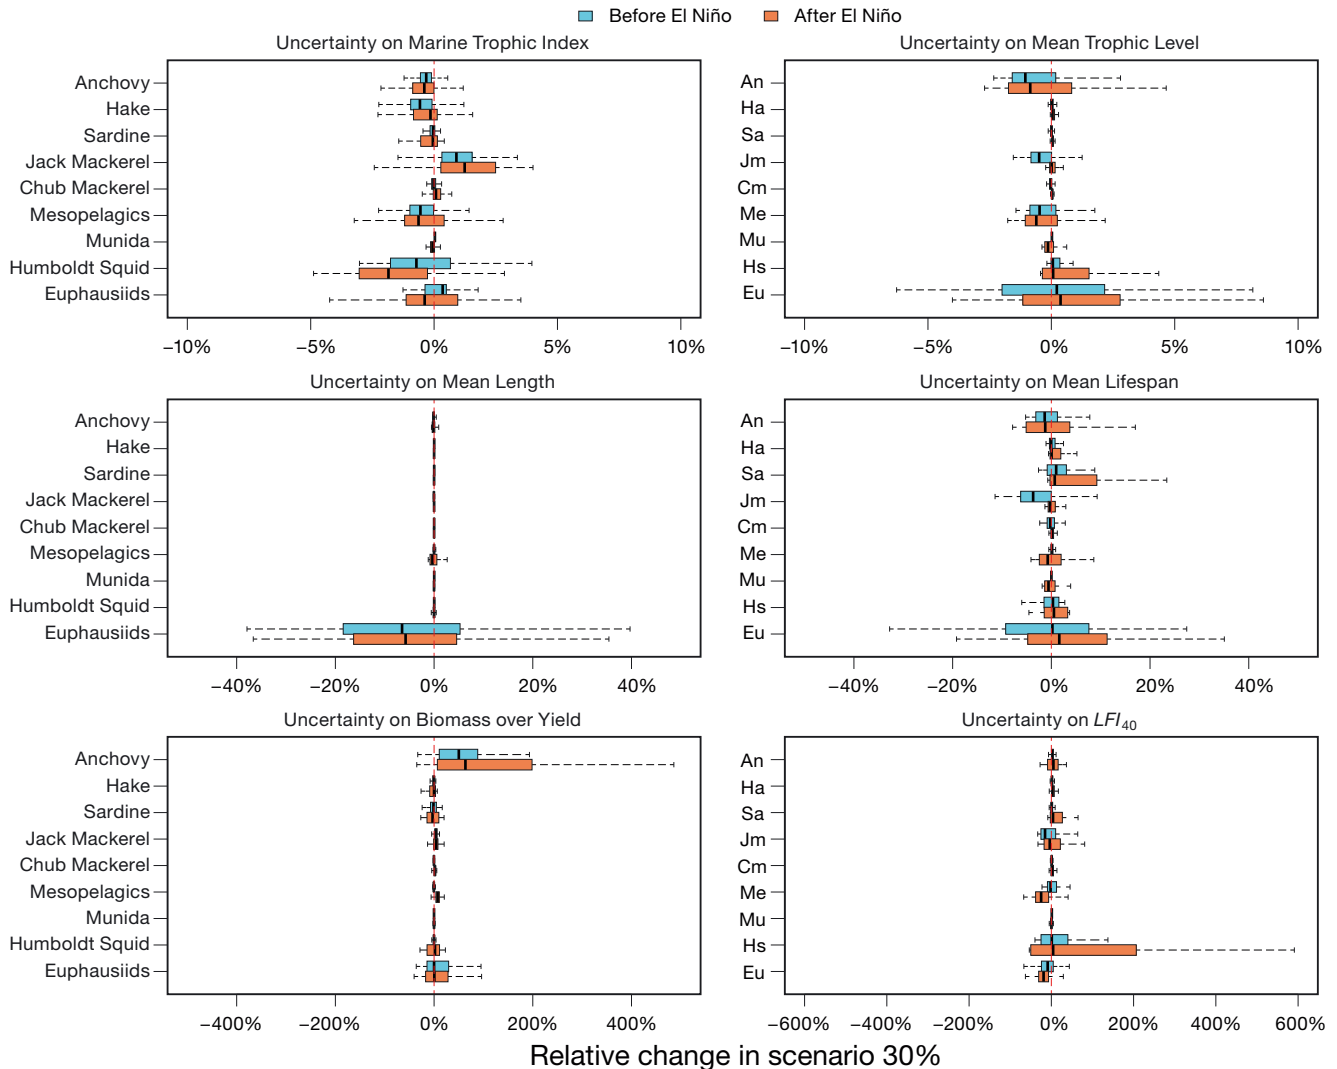 Before El Niño After El Niño
Uncertainty on Marine Trophic Index
Anchovy
Hake
Sardine
Jack Mackerel
Chub Mackerel
Mesopelagics
Munida
Humboldt Squid
Euphausiids
−10% −5% 0% 5% 10%
Uncertainty on Mean Trophic Level
An
Ha
Sa
Jm
Cm
Me
Mu
Hs
Eu
−10% −5% 0% 5% 10%
Uncertainty on Mean Length
Anchovy
Hake
Sardine
Jack Mackerel
Chub Mackerel
Mesopelagics
Munida
Humboldt Squid
Euphausiids
−40% −20% 0% 20% 40%
Uncertainty on Mean Lifespan
An
Ha
Sa
Jm
Cm
Me
Mu
Hs
Eu
−40% −20% 0% 20% 40%
Uncertainty on Biomass over Yield
Anchovy
Hake
Sardine
Jack Mackerel
Chub Mackerel
Mesopelagics
Munida
Humboldt Squid
Euphausiids
−400% −200% 0% 200% 400%
Uncertainty on LFI40
An
Ha
Sa
Jm
Cm
Me
Mu
Hs
Eu
−600% −400% −200% 0% 200% 400% 600%
Relative change in scenario 30%